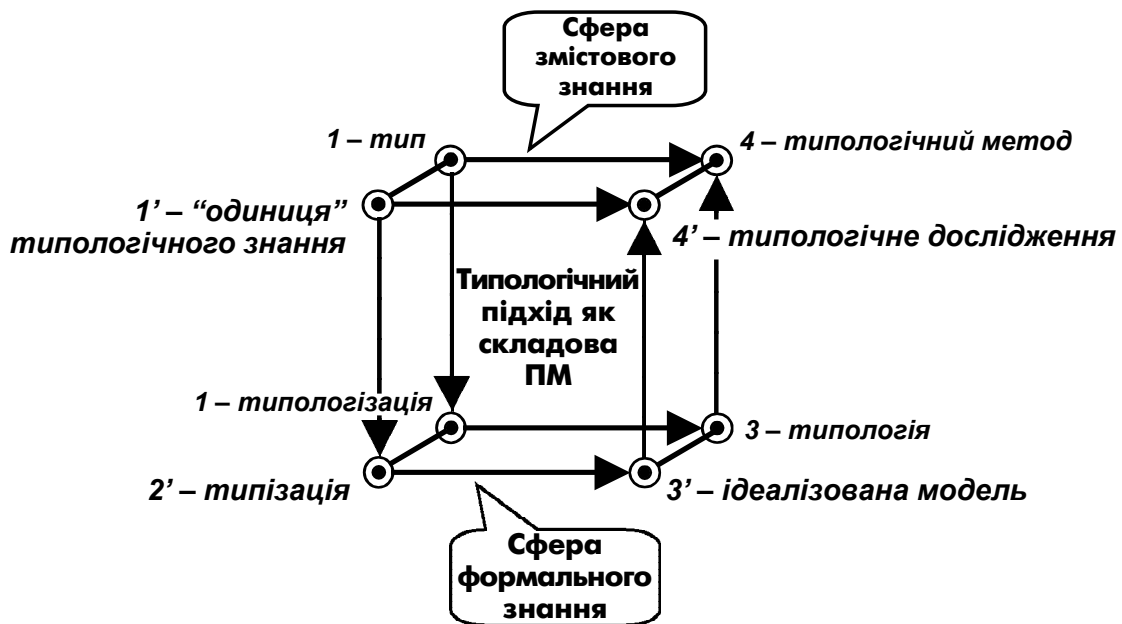 Сфера
змістового
знання
1 – тип
4 – типологічний метод
1’ – “одиниця”
типологічного знання
4’ – типологічне дослідження
Типологічний
підхід як
складова
ПМ
1 – типологізація
3 – типологія
2’ – типізація
3’ – ідеалізована модель
Сфера
формального
знання